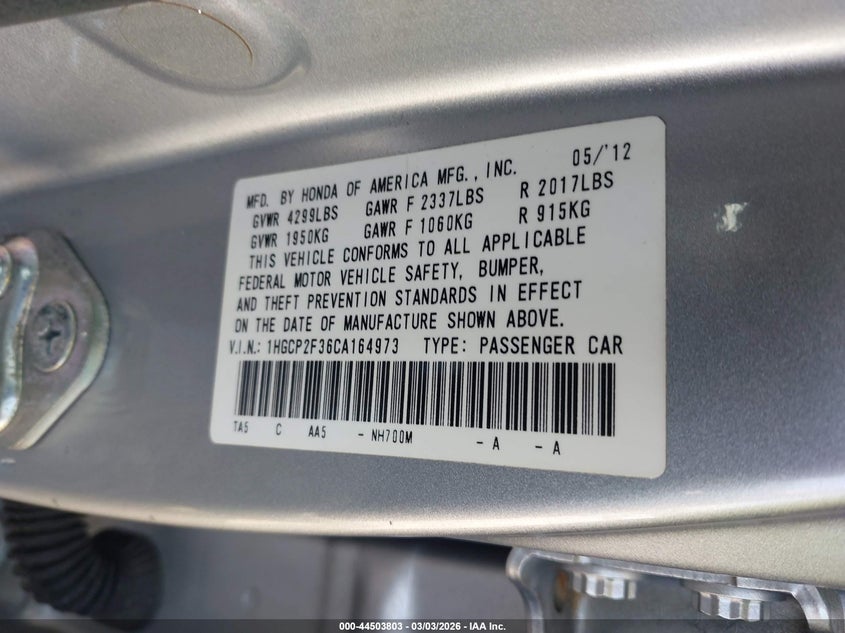 05/'12
MFD. BY HONDA OF AMERICA MFG., INC.
GVWR 4299LBS GAWR F 2337LBS R 2017LBS
GVWR 1950KG GAWR F 1060KG R 915KG
THIS VEHICLE CONFORMS TO ALL APPLICABLE
FEDERAL MOTOR VEHICLE SAFETY, BUMPER,
AND THEFT PREVENTION STANDARDS IN EFFECT
ON THE DATE OF MANUFACTURE SHOWN ABOVE.
V.I.N.: 1HGCP2F36CA164973 TYPE: PASSENGER CAR
TA5 C AA5 - NH700M - A - A
000-44503803 — 03/03/2026 — IAA Inc.